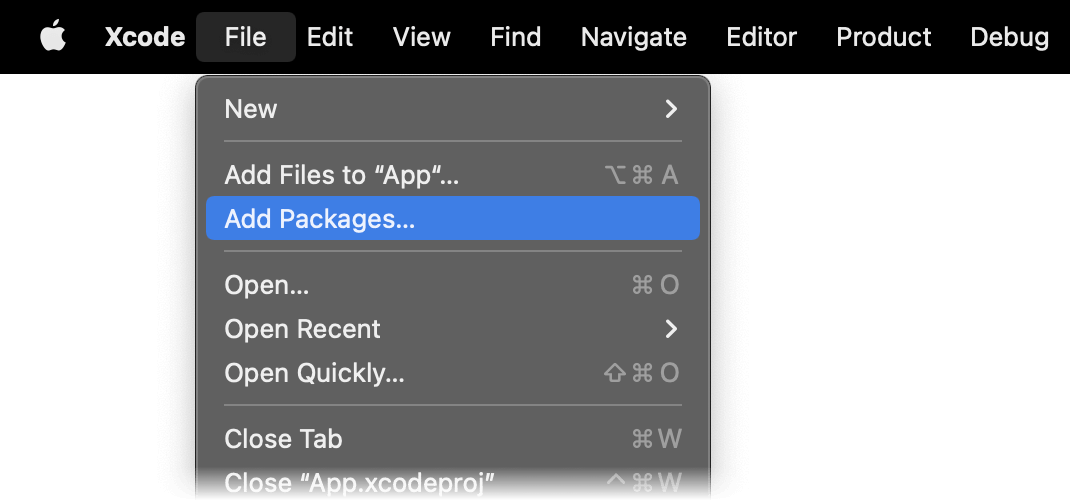 Xcode File Edit View Find Navigate Editor Product Debug
New
Add Files to “App“... ⌥⌘ A
Add Packages...
Open... ⌘ O
Open Recent
Open Quickly... ⇧⌘ O
Close Tab ⌘W
Close “App.xcodeproj” ^⌘W